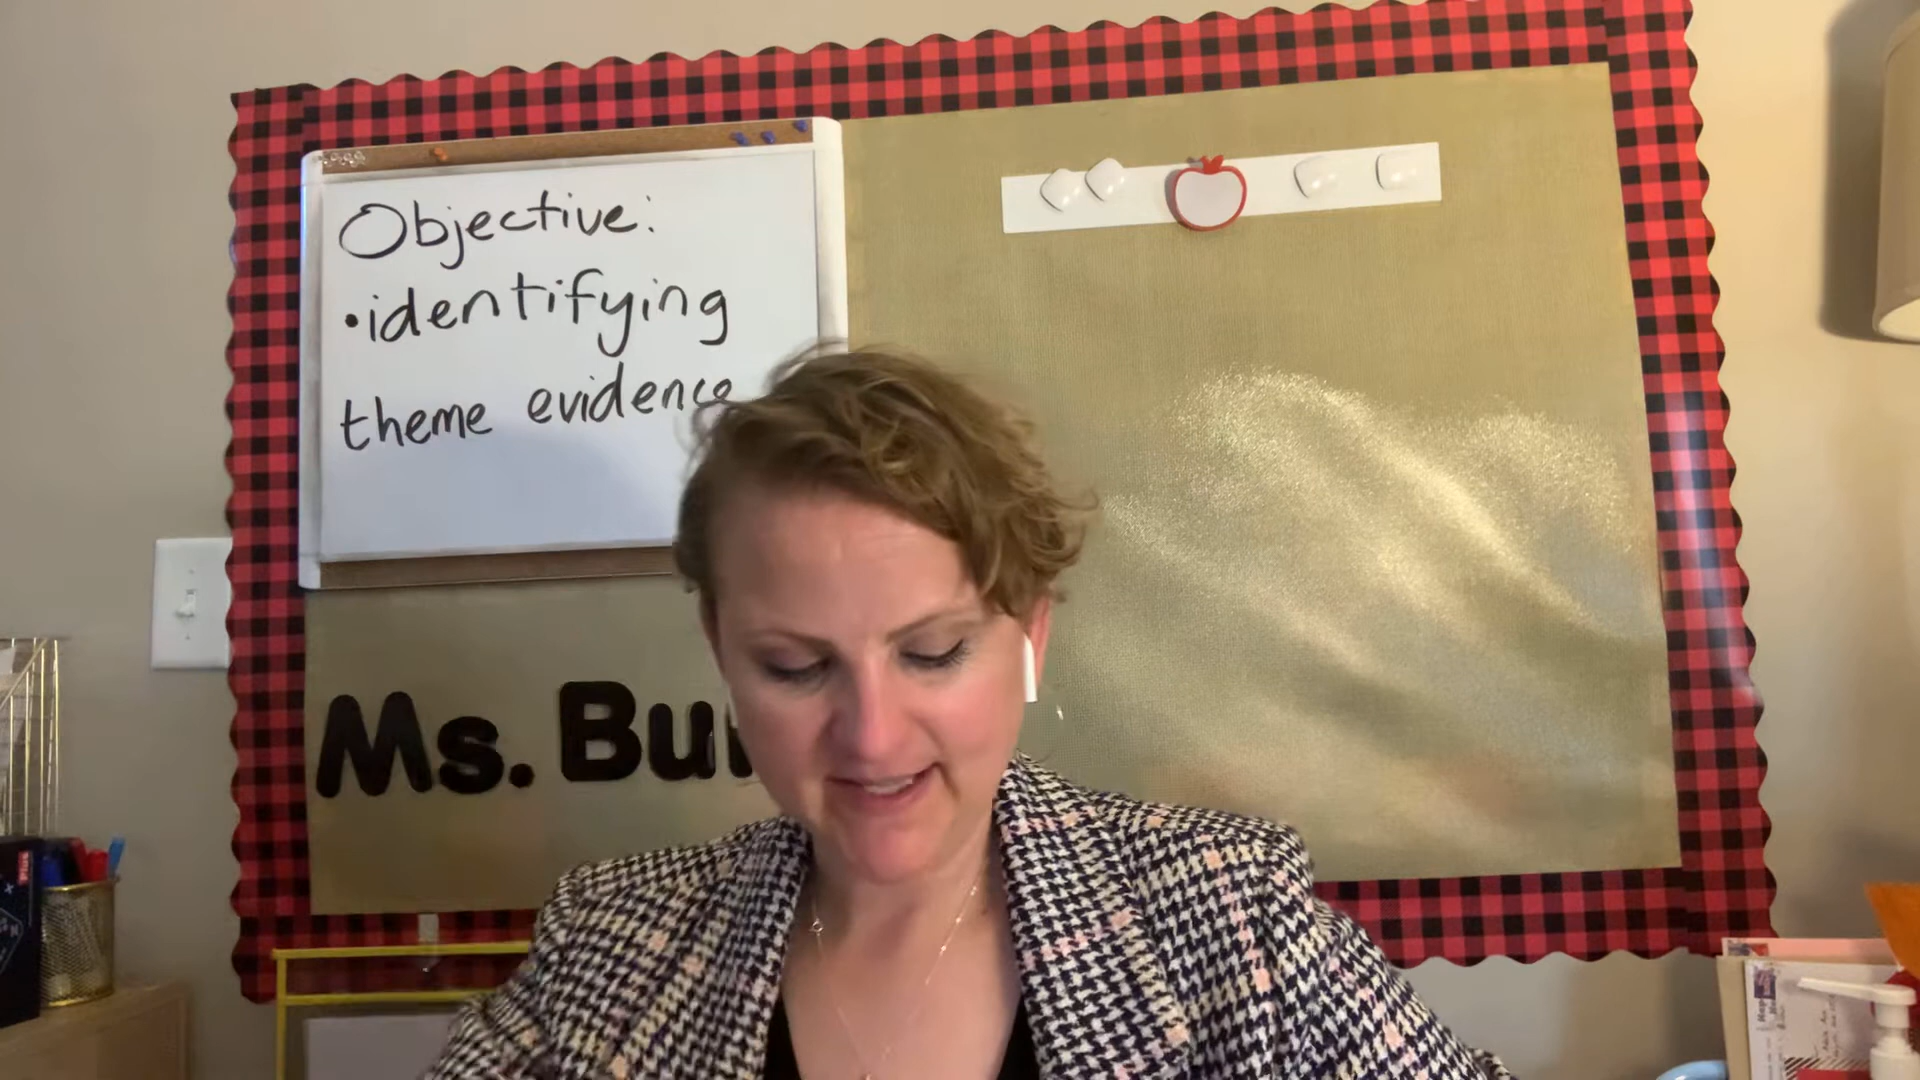 Objective:
•identifying
theme evidence
Ms. Bu